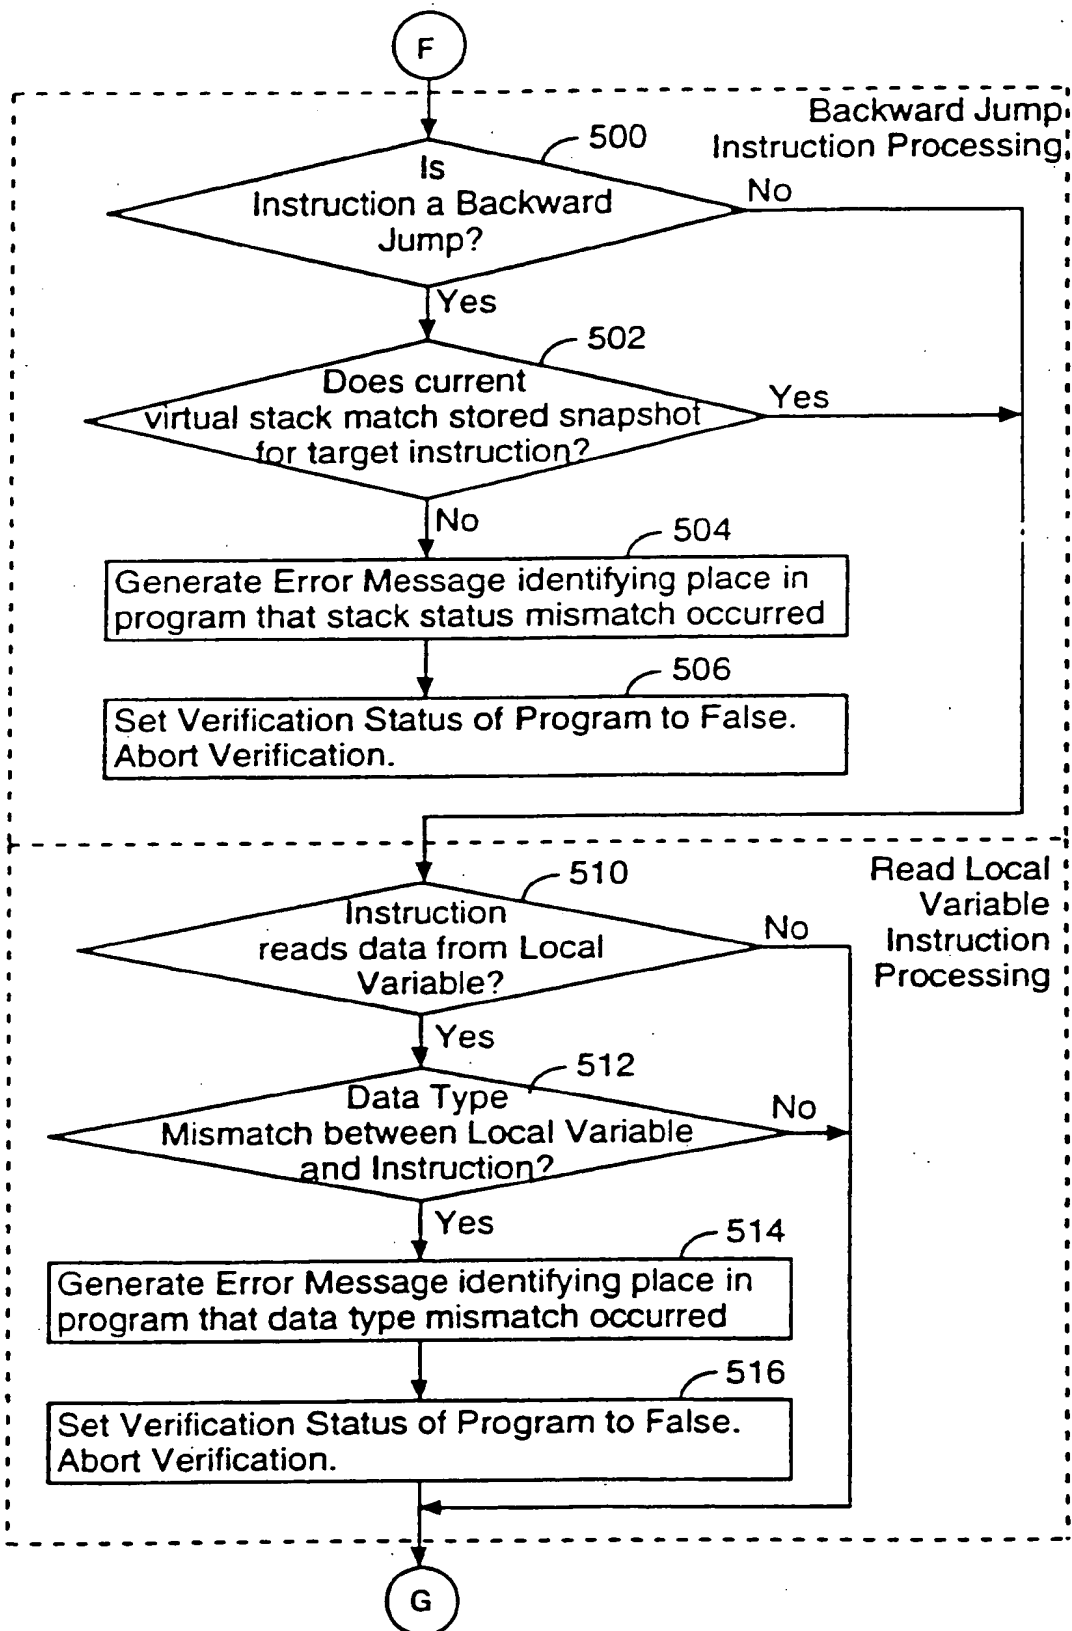 F
Backward Jump
Instruction Processing
500
Is
Instruction a Backward
Jump?
No
Yes
502
Does current
virtual stack match stored snapshot
for target instruction?
Yes
No
504
Generate Error Message identifying place in
program that stack status mismatch occurred
506
Set Verification Status of Program to False.
Abort Verification.
Read Local
Variable
Instruction
Processing
510
Instruction
reads data from Local
Variable?
No
Yes
512
Data Type
Mismatch between Local Variable
and Instruction?
No
Yes
514
Generate Error Message identifying place in
program that data type mismatch occurred
516
Set Verification Status of Program to False.
Abort Verification.
G